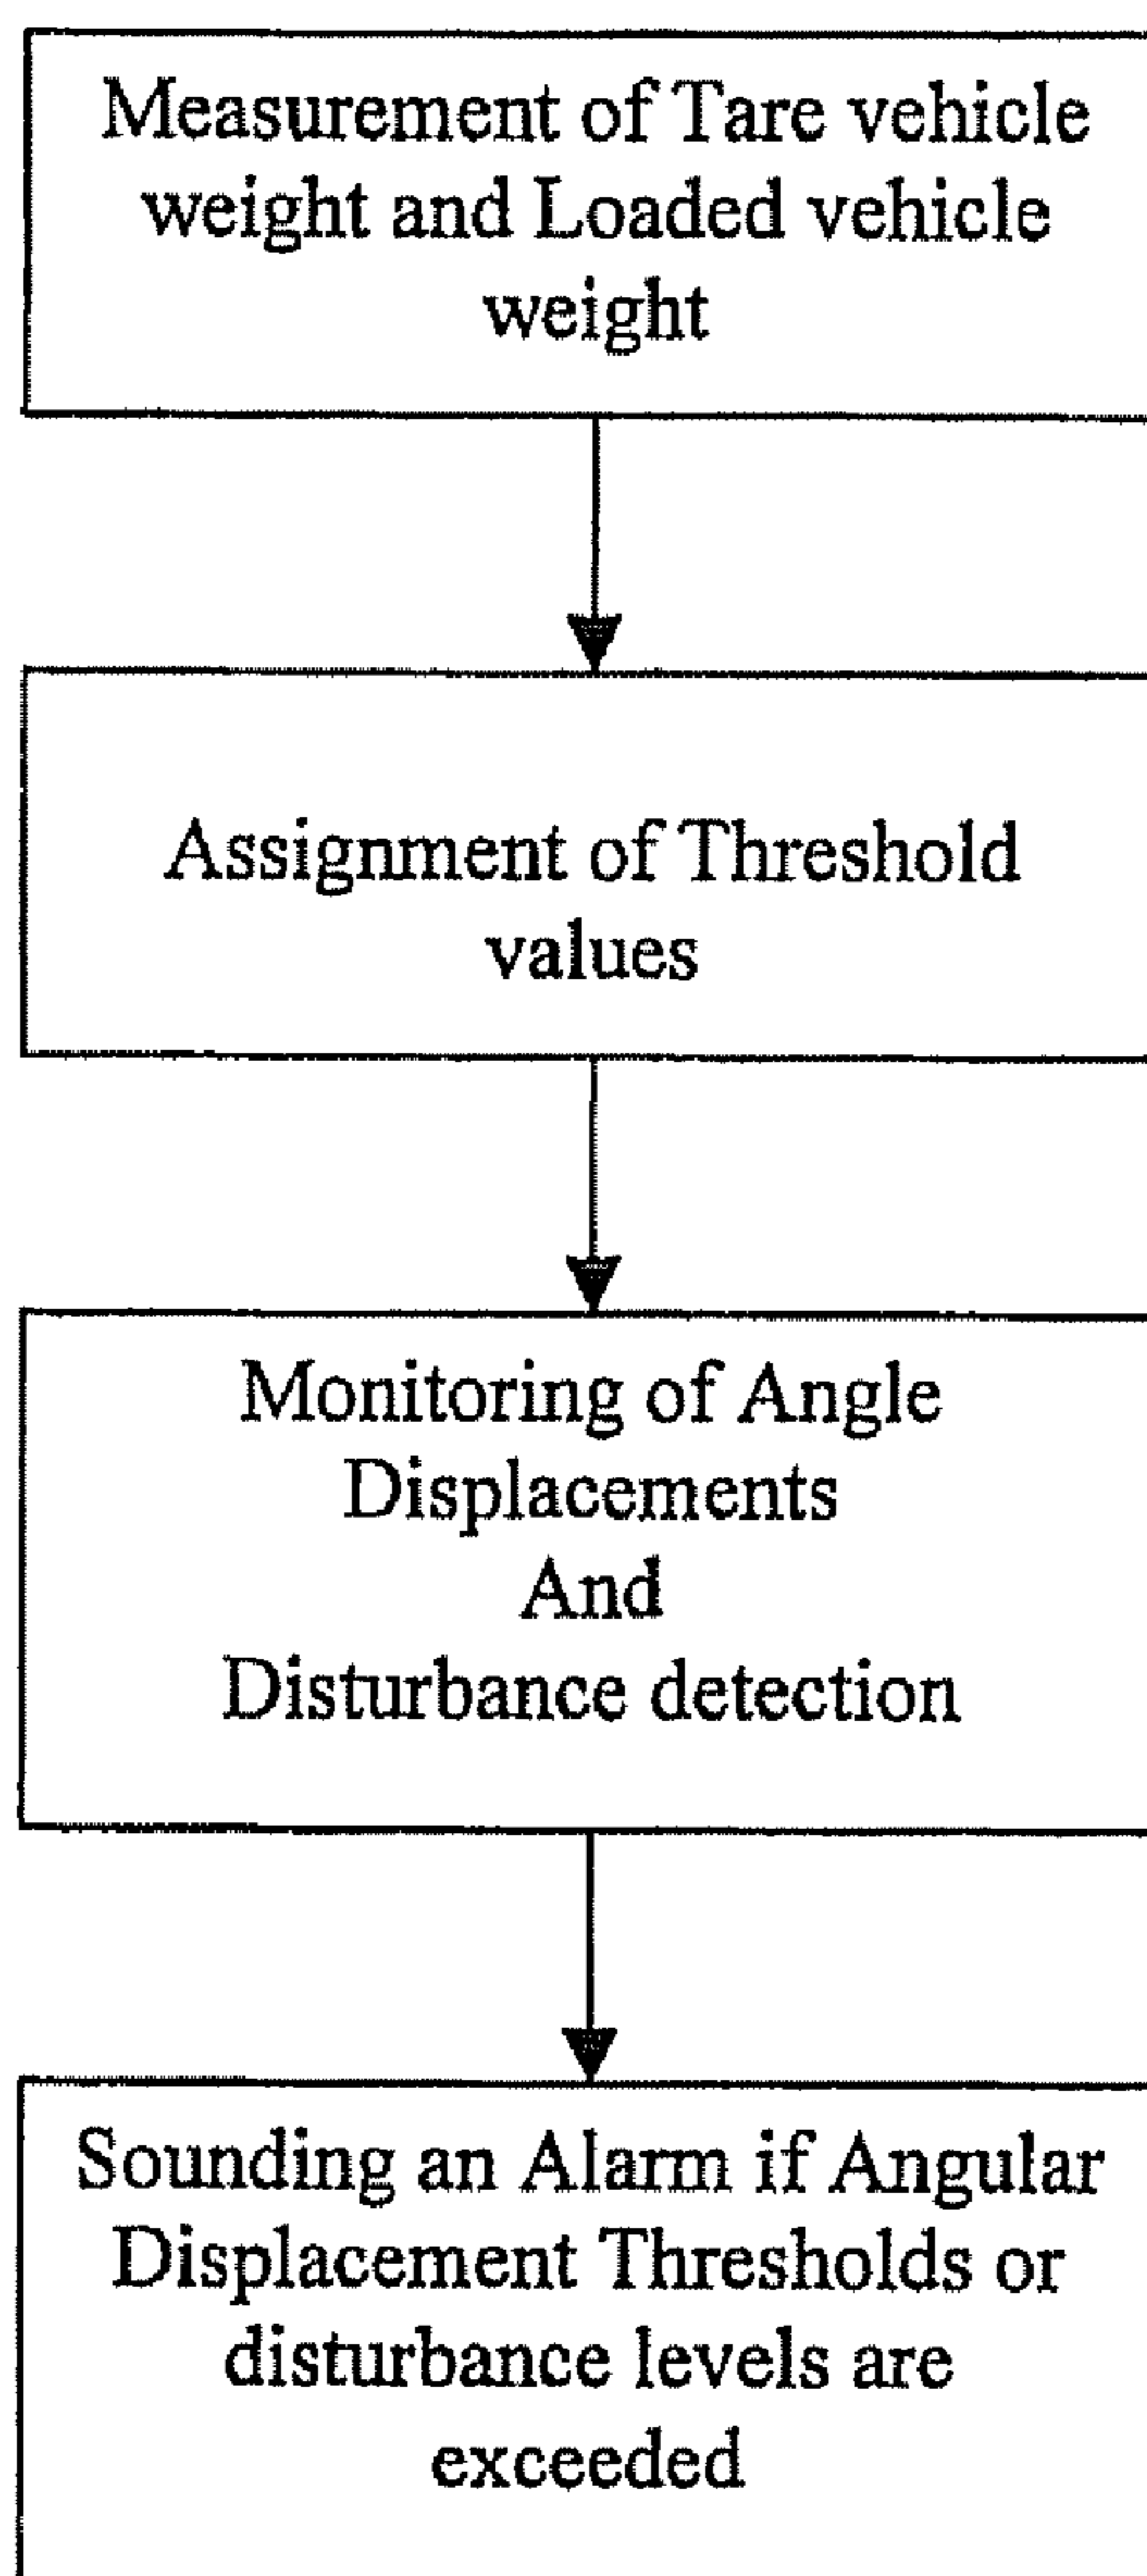 Measurement of Tare vehicle
weight and Loaded vehicle
weight
Assignment of Threshold
values
Monitoring of Angle
Displacements
And
Disturbance detection
Sounding an Alarm if Angular
Displacement Thresholds or
disturbance levels are
exceeded